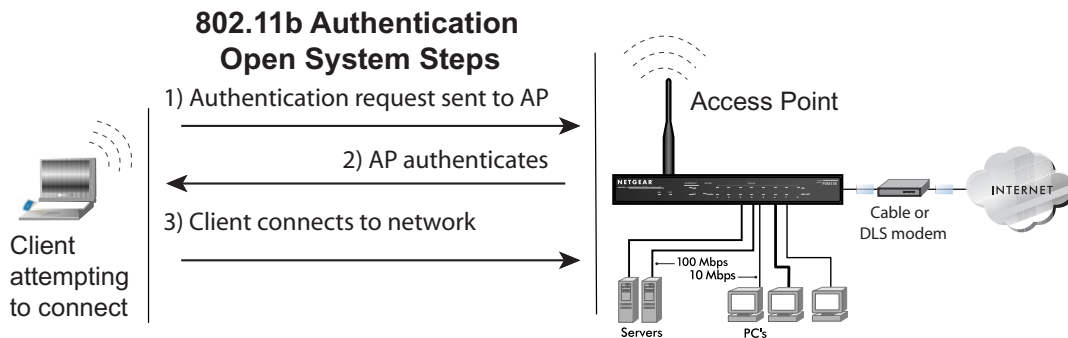 802.11b Authentication
Open System Steps
1) Authentication request sent to AP
2) AP authenticates
3) Client connects to network
Client
attempting
to connect
Access Point
NETGEAR
Cable or
DLS modem
INTERNET
100 Mbps
10 Mbps
Servers
PC's